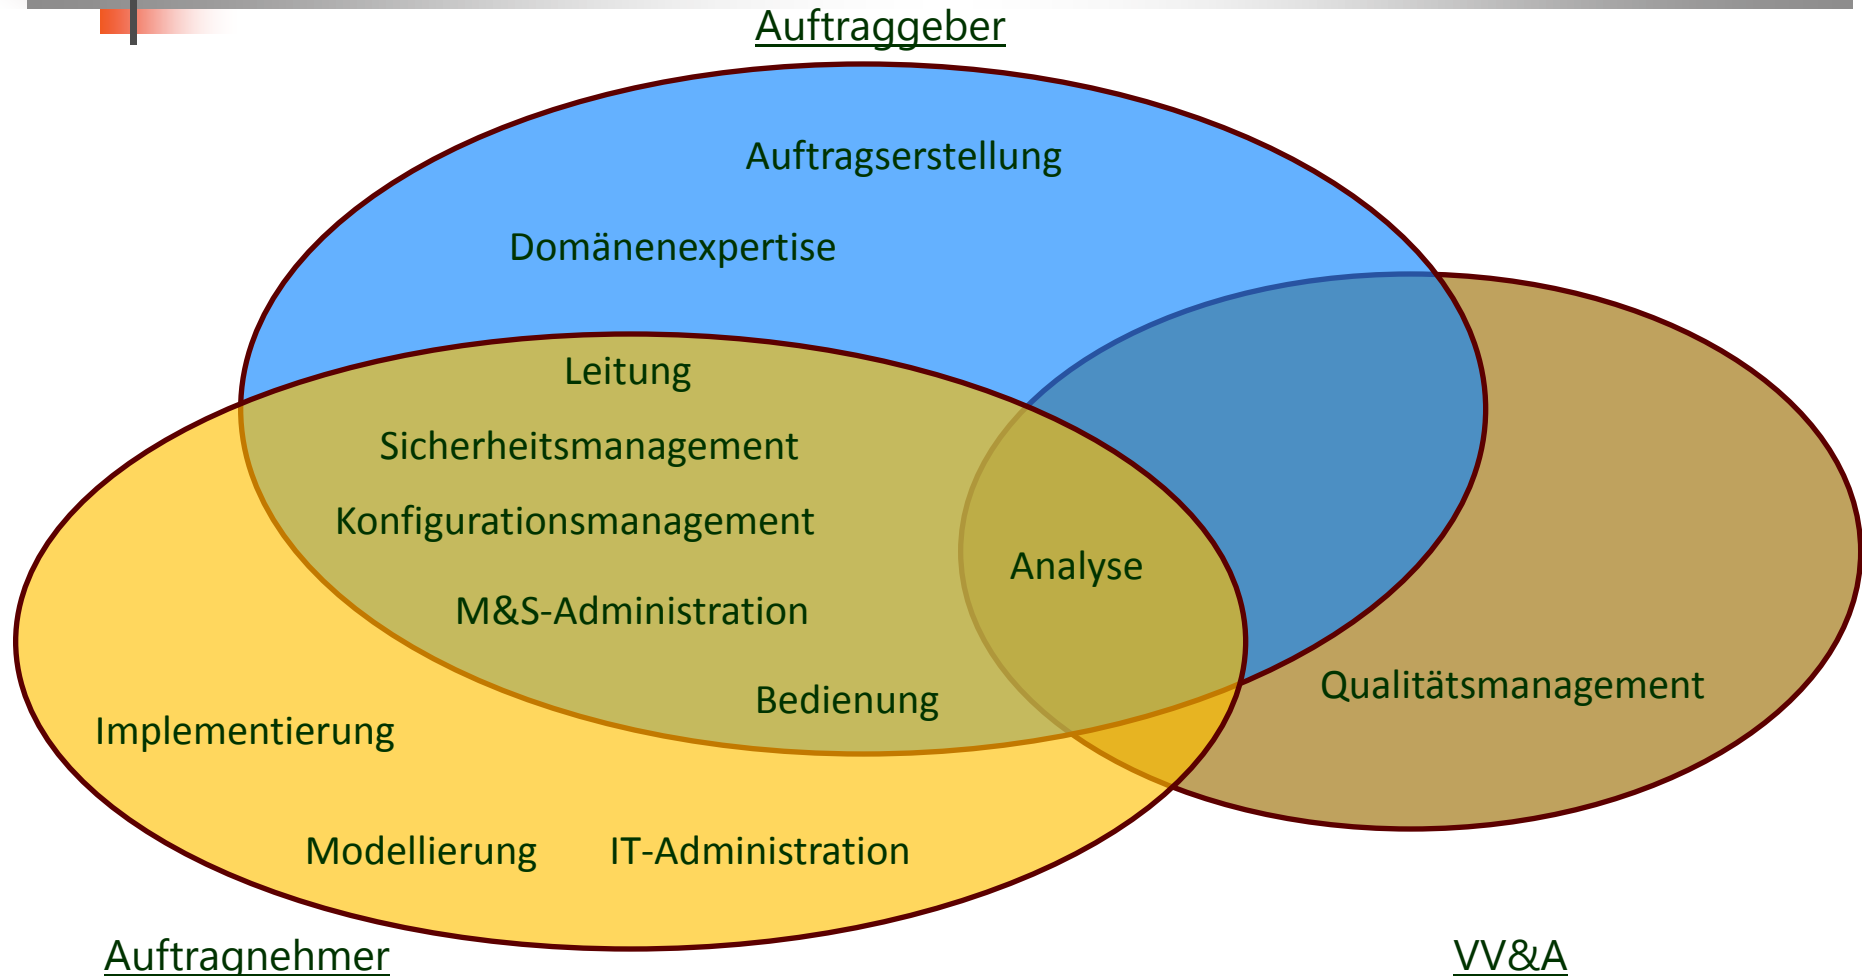 Auftraggeber
Auftragserstellung
Domänenexpertise
Leitung
Sicherheitsmanagement
Konfigurationsmanagement
Analyse
M&S-Administration
Qualitätsmanagement
Bedienung
Implementierung
Modellierung
IT-Administration
Auftragnehmer
VV&A